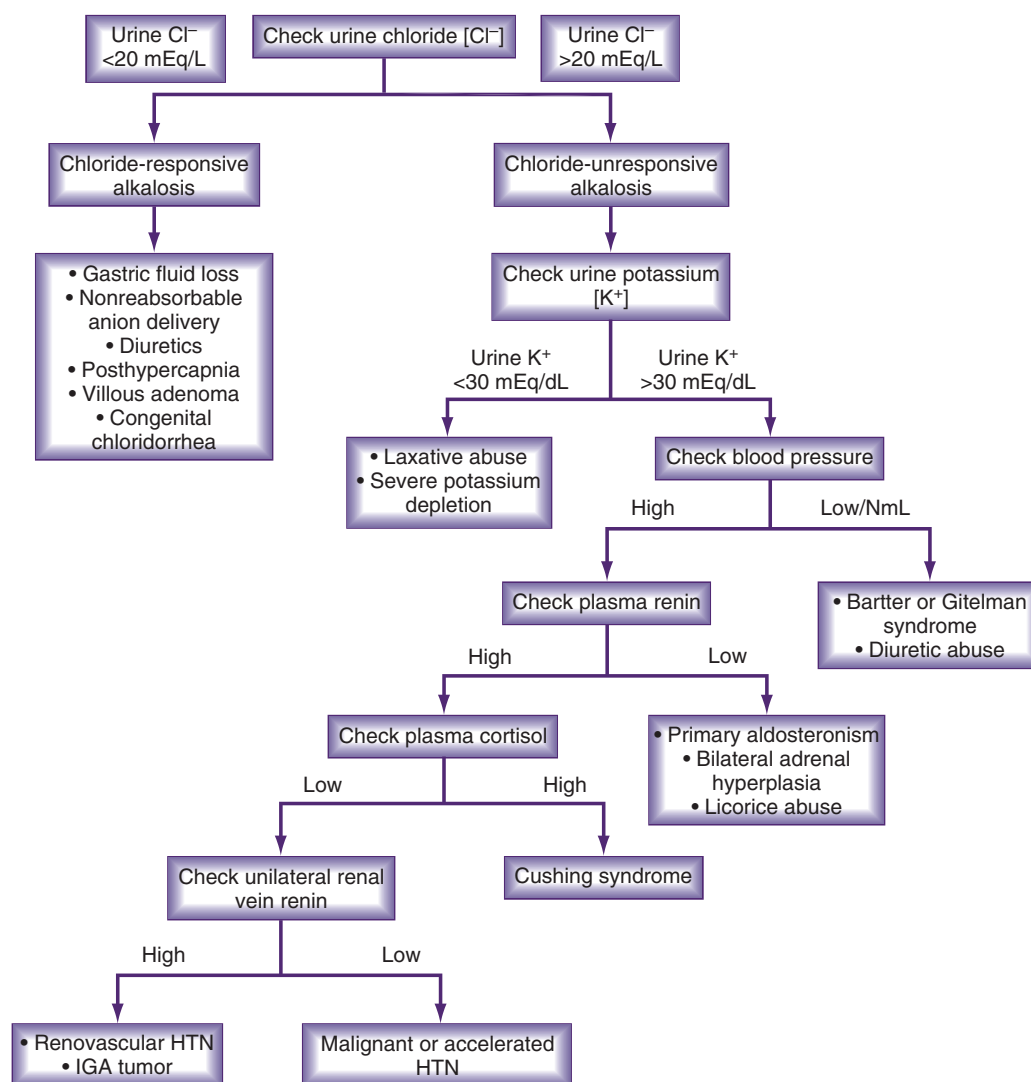 Urine Cl⁻
<20 mEq/L
Check urine chloride [Cl⁻]
Urine Cl⁻
>20 mEq/L
Chloride-responsive
alkalosis
Chloride-unresponsive
alkalosis
• Gastric fluid loss
• Nonreabsorbable
anion delivery
• Diuretics
• Posthypercapnia
• Villous adenoma
• Congenital
chloridorrhea
Check urine potassium
[K⁺]
Urine K⁺
<30 mEq/dL
Urine K⁺
>30 mEq/dL
• Laxative abuse
• Severe potassium
depletion
Check blood pressure
High
Low/NmL
Check plasma renin
• Bartter or Gitelman
syndrome
• Diuretic abuse
High
Low
Check plasma cortisol
• Primary aldosteronism
• Bilateral adrenal
hyperplasia
• Licorice abuse
Low
High
Check unilateral renal
vein renin
Cushing syndrome
High
Low
• Renovascular HTN
• IGA tumor
Malignant or accelerated
HTN